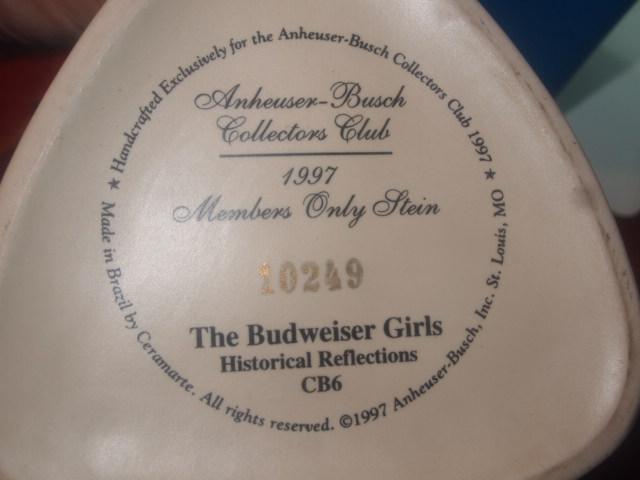 ★ Handcrafted Exclusively for the Anheuser-Busch Collectors Club 1997 ★
Anheuser-Busch
Collectors Club
1997
Members Only Stein
10249
The Budweiser Girls
Historical Reflections
CB6
Made in Brazil by Ceramarte. All rights reserved. ©1997 Anheuser-Busch, Inc. St. Louis, MO